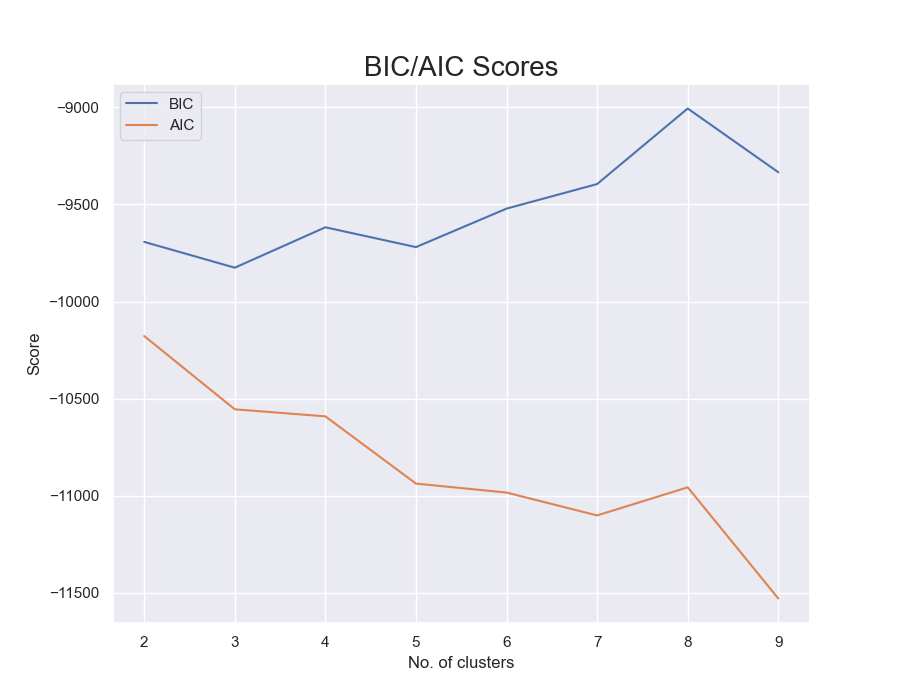 BIC/AIC Scores
BIC
AIC
−9000
−9500
−10000
−10500
−11000
−11500
Score
2 3 4 5 6 7 8 9
No. of clusters